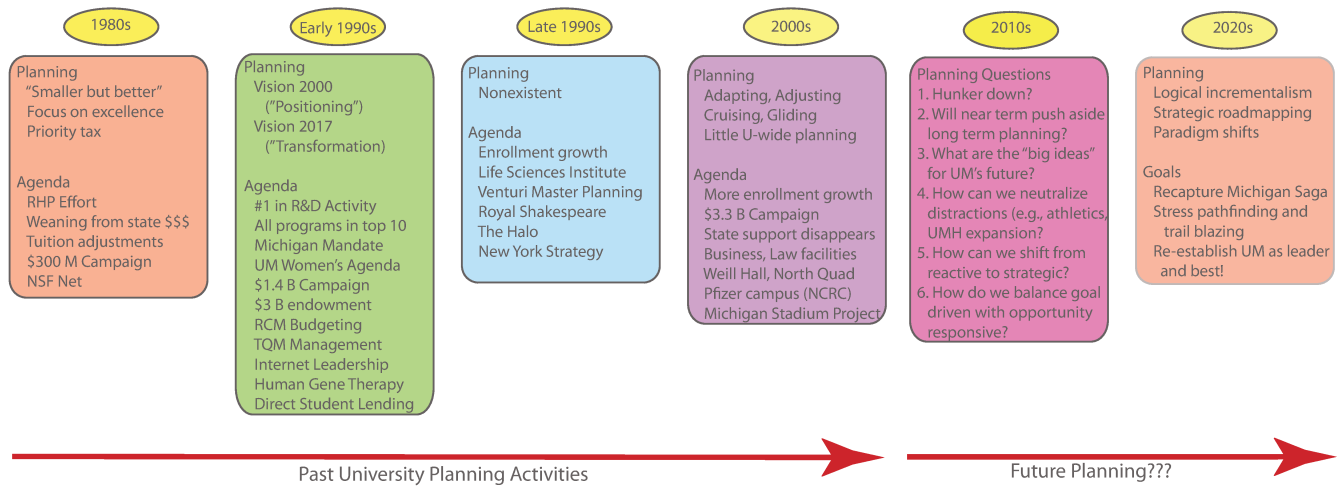 1980s
Planning
"Smaller but better"
Focus on excellence
Priority tax
Agenda
RHP Effort
Weaning from state $$$
Tuition adjustments
$300 M Campaign
NSF Net
Early 1990s
Planning
Vision 2000
("Positioning")
Vision 2017
("Transformation)
Agenda
#1 in R&D Activity
All programs in top 10
Michigan Mandate
UM Women's Agenda
$1.4 B Campaign
$3 B endowment
RCM Budgeting
TQM Management
Internet Leadership
Human Gene Therapy
Direct Student Lending
Late 1990s
Planning
Nonexistent
Agenda
Enrollment growth
Life Sciences Institute
Venturi Master Planning
Royal Shakespeare
The Halo
New York Strategy
2000s
Planning
Adapting, Adjusting
Cruising, Gliding
Little U-wide planning
Agenda
More enrollment growth
$3.3 B Campaign
State support disappears
Business, Law facilities
Weill Hall, North Quad
Pfizer campus (NCRC)
Michigan Stadium Project
2010s
Planning Questions
1. Hunker down?
2. Will near term push aside
long term planning?
3. What are the "big ideas"
for UM's future?
4. How can we neutralize
distractions (e.g., athletics,
UMH expansion?
5. How can we shift from
reactive to strategic?
6. How do we balance goal
driven with opportunity
responsive?
2020s
Planning
Logical incrementalism
Strategic roadmapping
Paradigm shifts
Goals
Recapture Michigan Saga
Stress pathfinding and
trail blazing
Re-establish UM as leader
and best!
Past University Planning Activities
Future Planning???